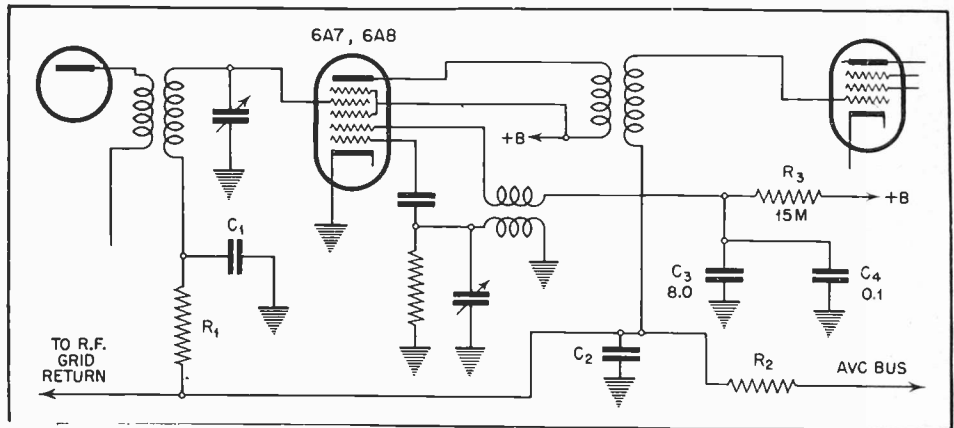 6A7, 6A8
+B
R3
15M
+B
C1
C3
8.0
C4
0.1
R1
TO R.F.
GRID
RETURN
C2
R2
AVC BUS